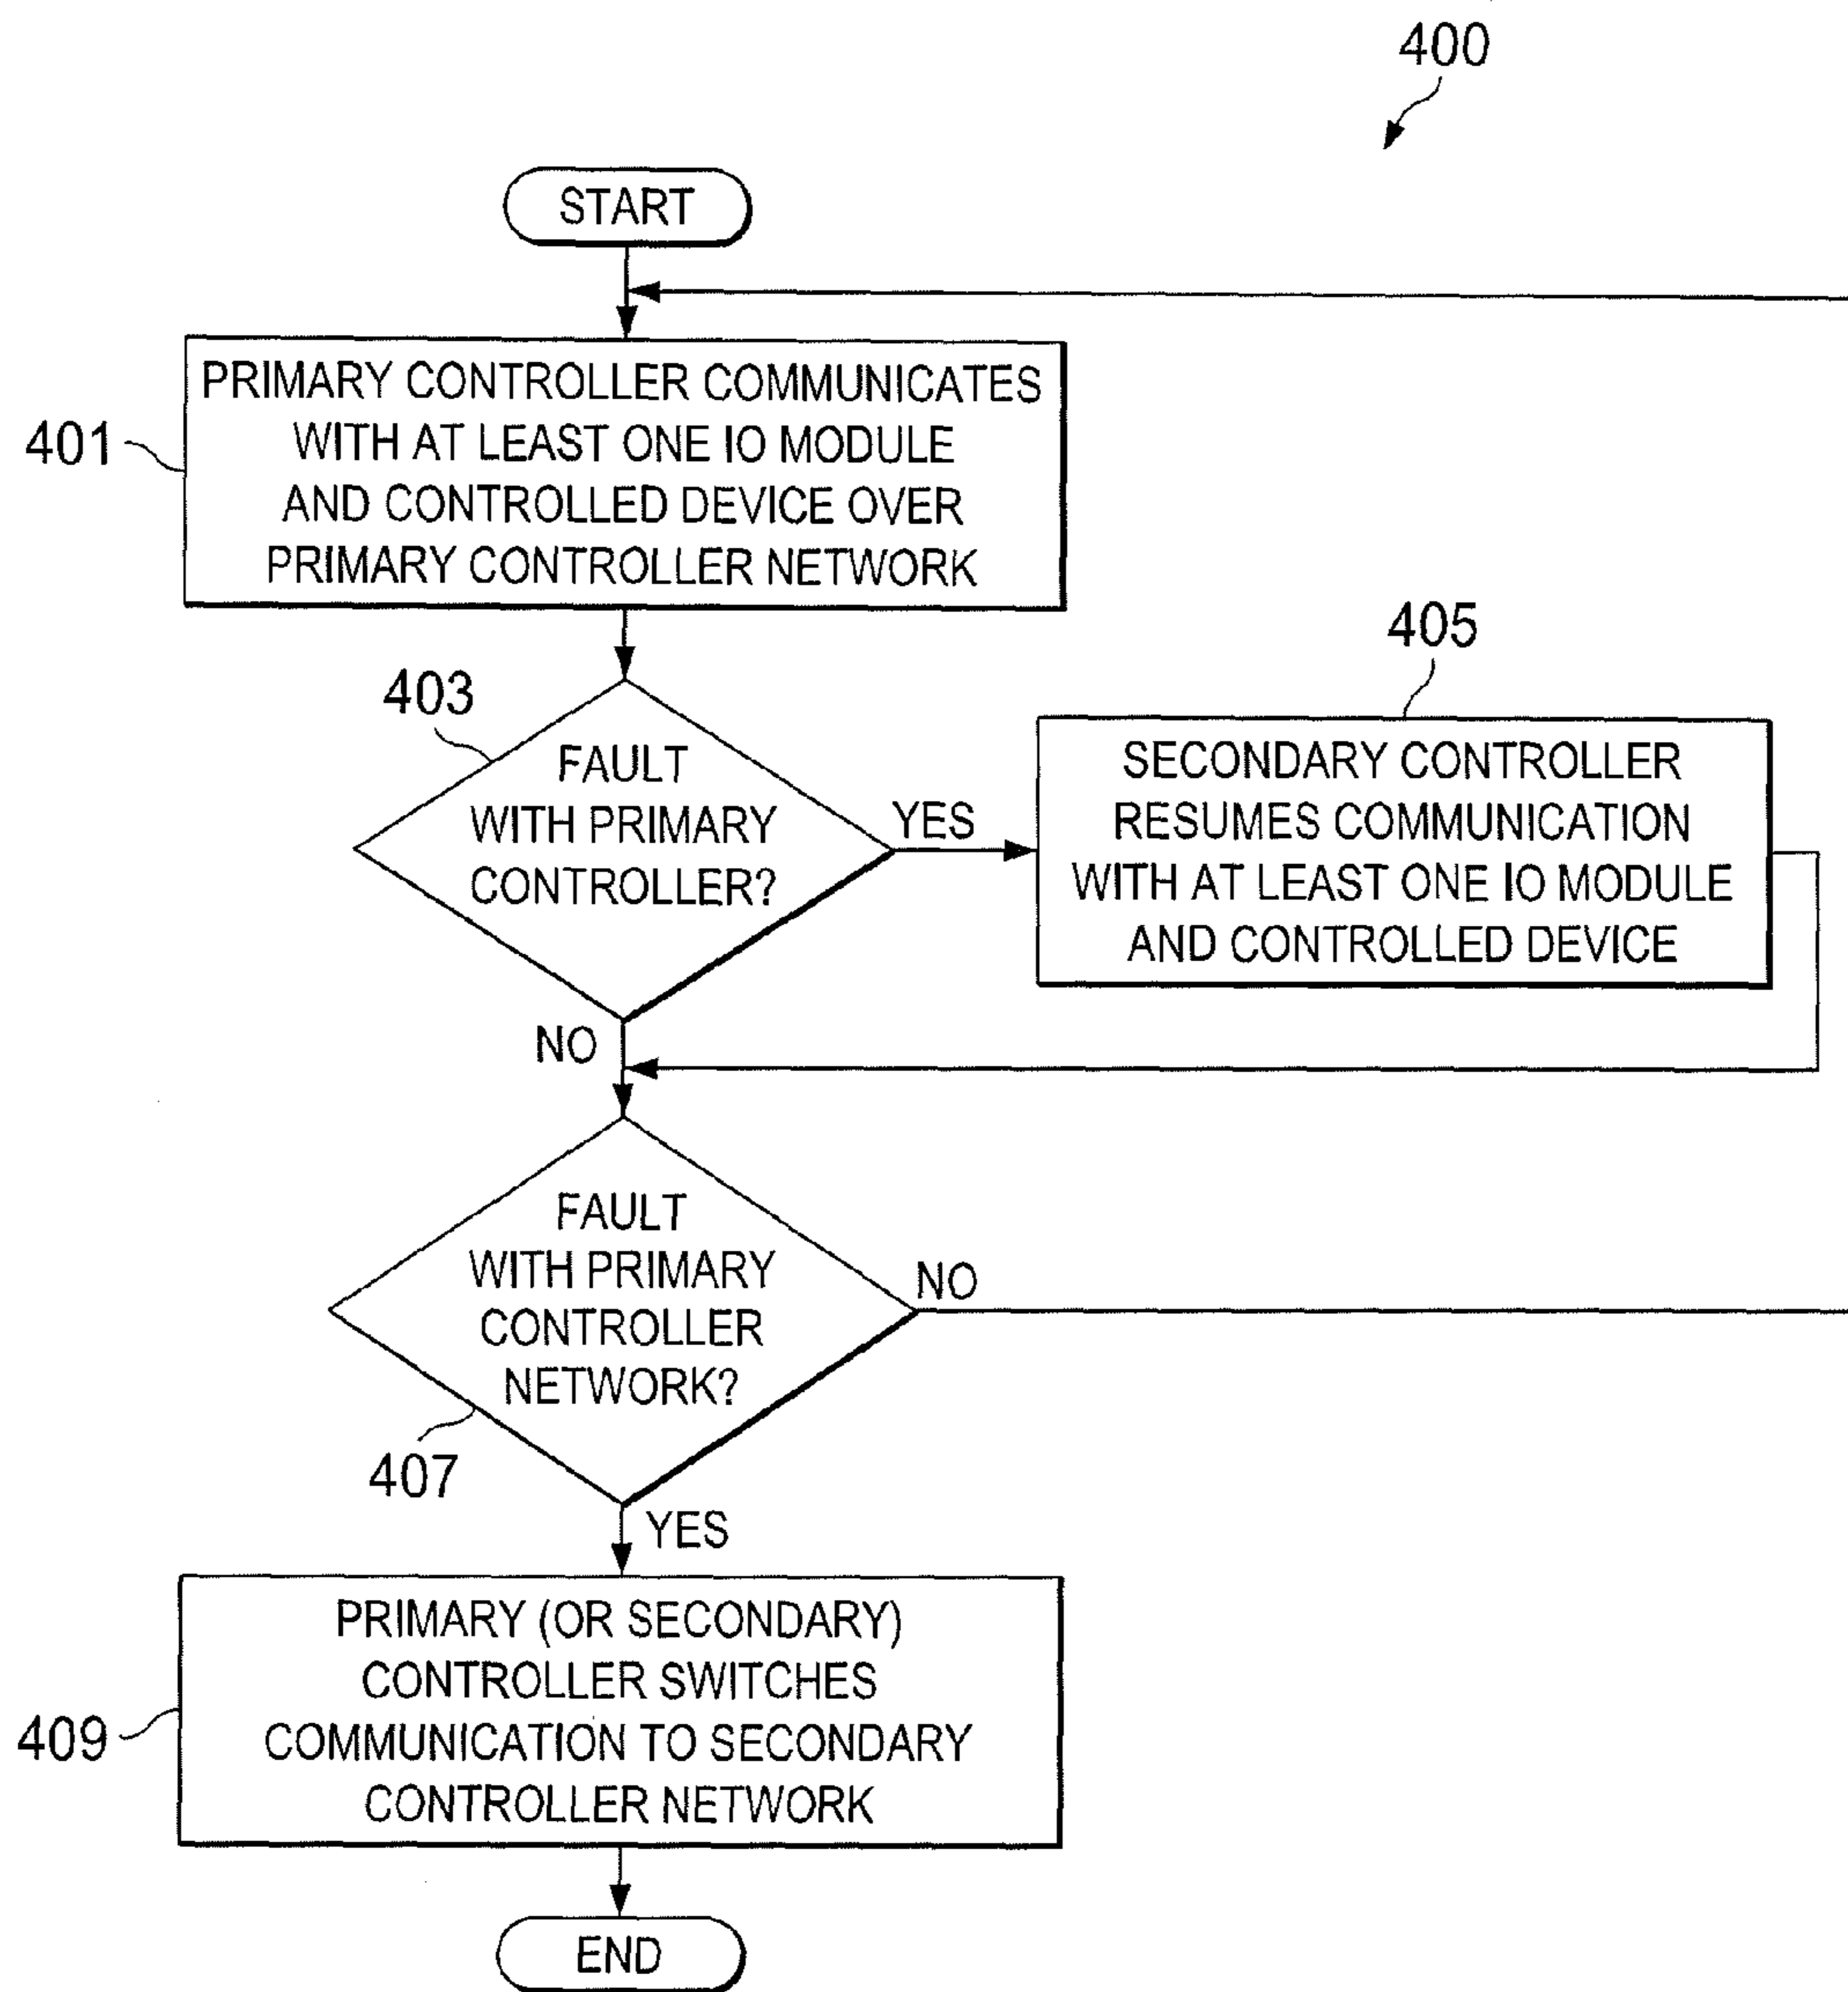 400
START
401
PRIMARY CONTROLLER COMMUNICATES
WITH AT LEAST ONE IO MODULE
AND CONTROLLED DEVICE OVER
PRIMARY CONTROLLER NETWORK
403
FAULT
WITH PRIMARY
CONTROLLER?
YES
405
SECONDARY CONTROLLER
RESUMES COMMUNICATION
WITH AT LEAST ONE IO MODULE
AND CONTROLLED DEVICE
NO
FAULT
WITH PRIMARY
CONTROLLER
NETWORK?
NO
407
YES
409
PRIMARY (OR SECONDARY)
CONTROLLER SWITCHES
COMMUNICATION TO SECONDARY
CONTROLLER NETWORK
END